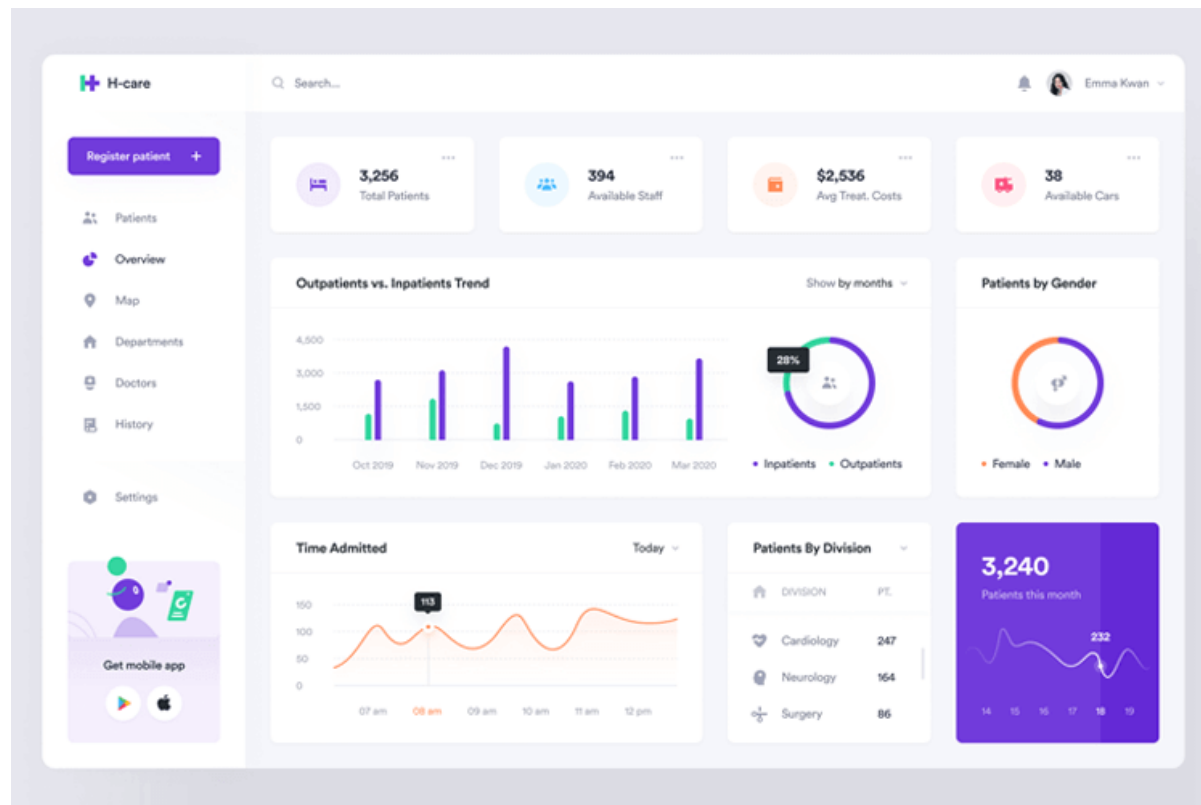 H-care
Search...
Emma Kwan
Register patient +
Patients
Overview
Map
Departments
Doctors
History
Settings
Get mobile app
3,256
Total Patients
394
Available Staff
$2,536
Avg Treat. Costs
38
Available Cars
Outpatients vs. Inpatients Trend
Show by months
4,500
3,000
1,500
0
Oct 2019 Nov 2019 Dec 2019 Jan 2020 Feb 2020 Mar 2020
28%
Inpatients Outpatients
Patients by Gender
Female Male
Time Admitted
Today
150
100
50
0
113
07 am 08 am 09 am 10 am 11 am 12 pm
Patients By Division
DIVISION PT.
Cardiology 247
Neurology 164
Surgery 86
3,240
Patients this month
232
14 15 16 17 18 19